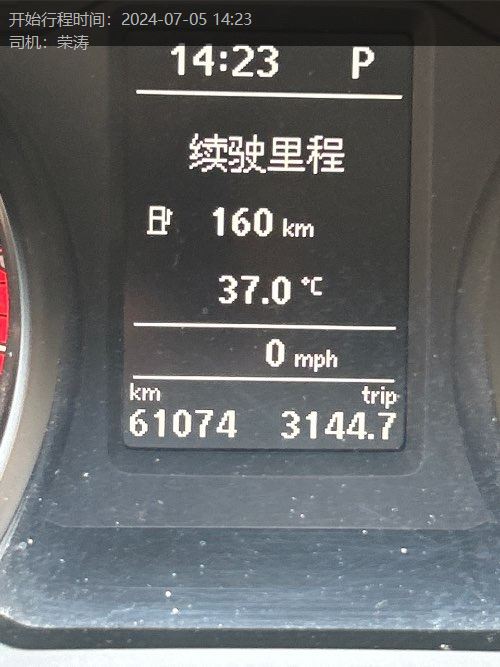 开始行程时间：2024-07-05 14:23
司机：荣涛
14:23 P
续驶里程
160 km
37.0 °C
0 mph
km trip
61074 3144.7